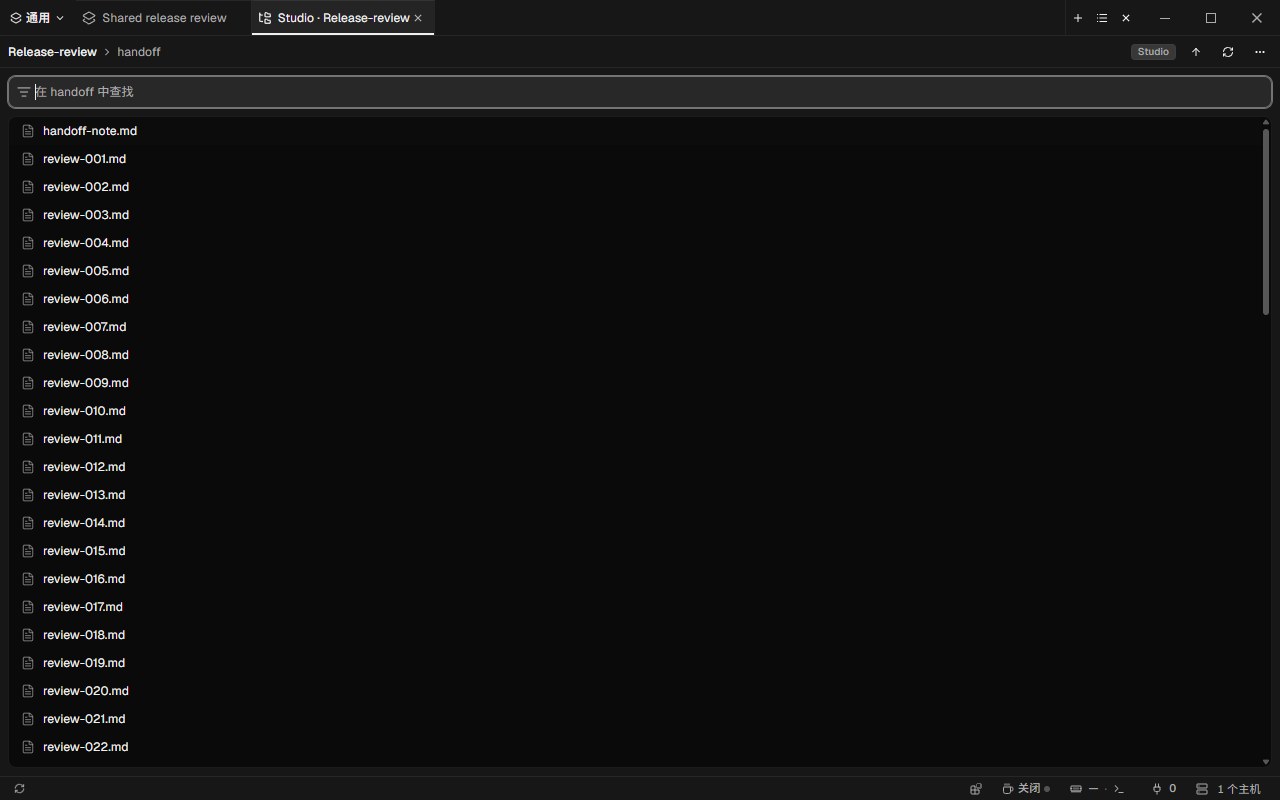 通用 Shared release review Studio · Release-review
Release-review > handoff Studio
在 handoff 中查找
handoff-note.md
review-001.md
review-002.md
review-003.md
review-004.md
review-005.md
review-006.md
review-007.md
review-008.md
review-009.md
review-010.md
review-011.md
review-012.md
review-013.md
review-014.md
review-015.md
review-016.md
review-017.md
review-018.md
review-019.md
review-020.md
review-021.md
review-022.md
关闭 — · 0 1 个主机